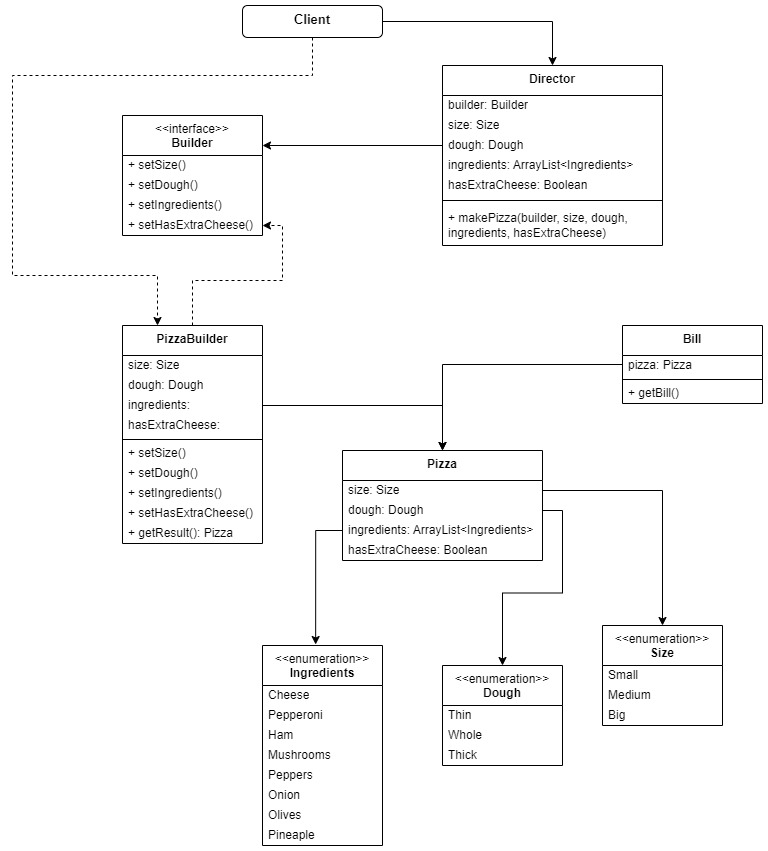 Client
Director
builder: Builder
size: Size
dough: Dough
ingredients: ArrayList<Ingredients>
hasExtraCheese: Boolean
+ makePizza(builder, size, dough,
ingredients, hasExtraCheese)
<<interface>>
Builder
+ setSize()
+ setDough()
+ setIngredients()
+ setHasExtraCheese()
PizzaBuilder
size: Size
dough: Dough
ingredients:
hasExtraCheese:
+ setSize()
+ setDough()
+ setIngredients()
+ setHasExtraCheese()
+ getResult(): Pizza
Bill
pizza: Pizza
+ getBill()
Pizza
size: Size
dough: Dough
ingredients: ArrayList<Ingredients>
hasExtraCheese: Boolean
<<enumeration>>
Ingredients
Cheese
Pepperoni
Ham
Mushrooms
Peppers
Onion
Olives
Pineaple
<<enumeration>>
Dough
Thin
Whole
Thick
<<enumeration>>
Size
Small
Medium
Big